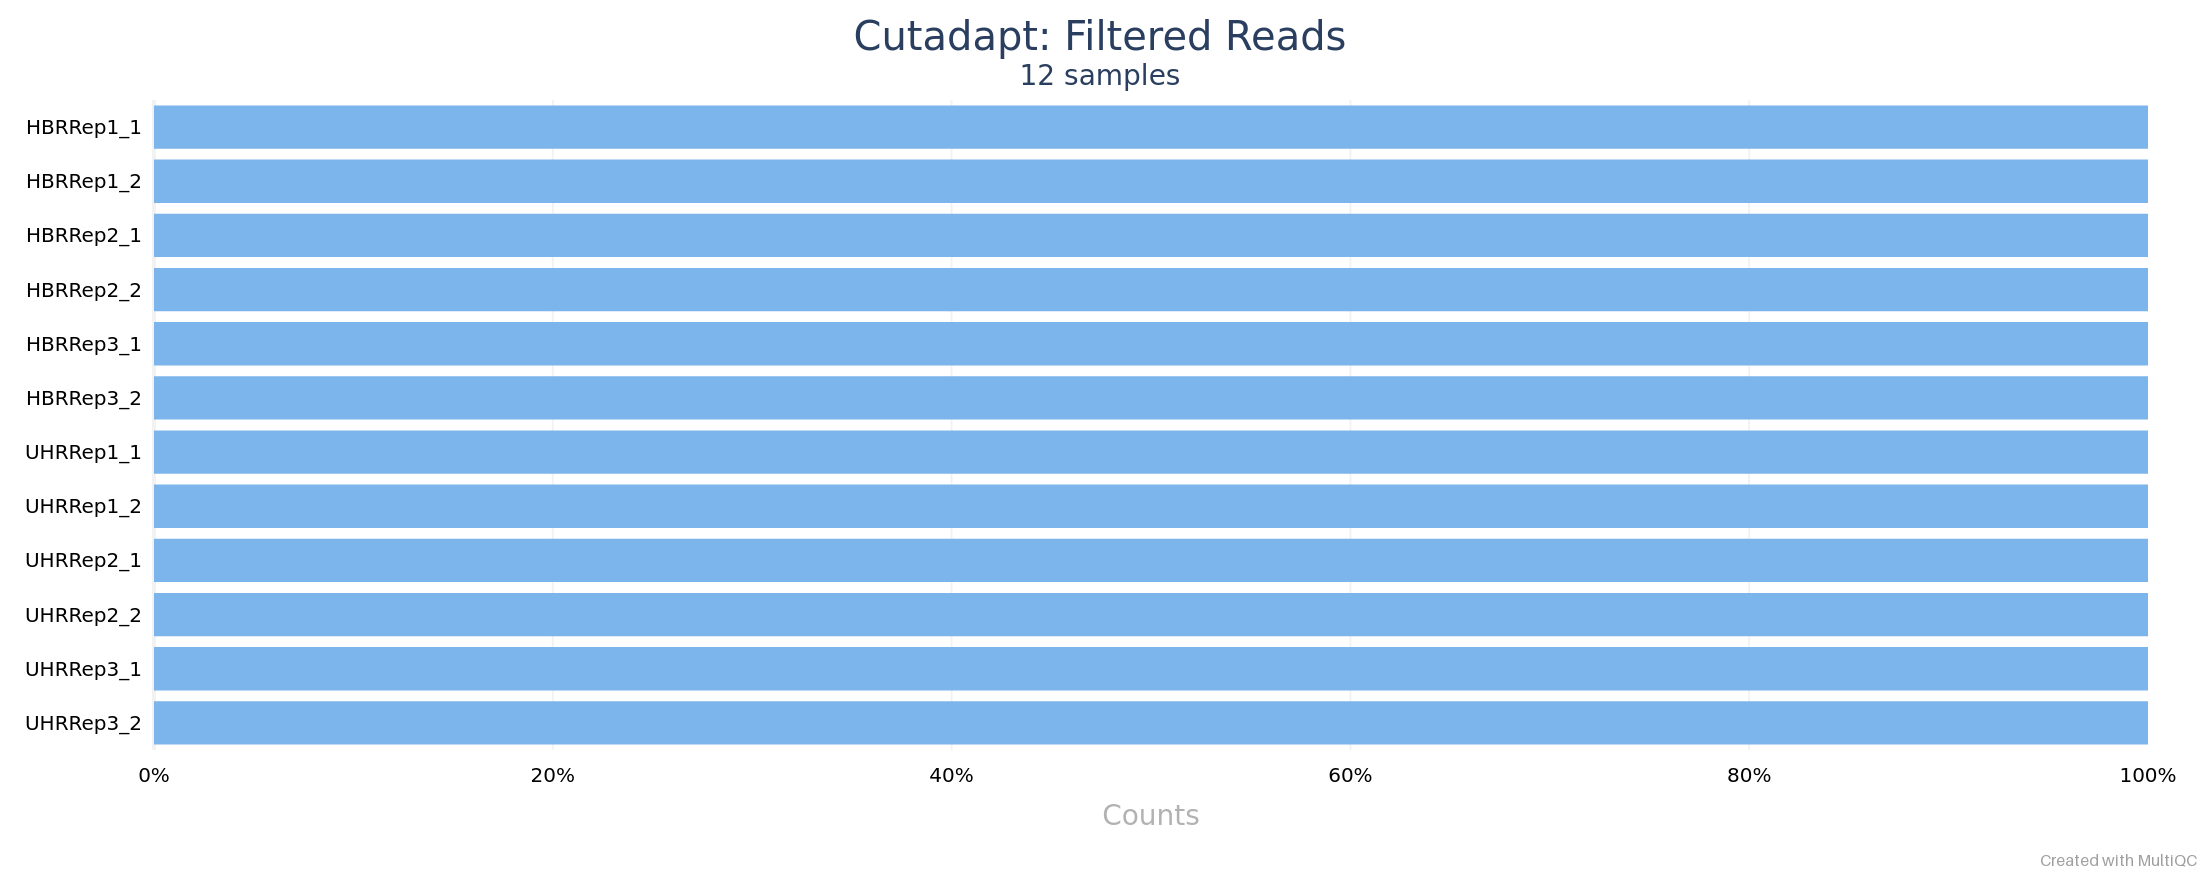 Cutadapt: Filtered Reads
12 samples
HBRRep1_1
HBRRep1_2
HBRRep2_1
HBRRep2_2
HBRRep3_1
HBRRep3_2
UHRRep1_1
UHRRep1_2
UHRRep2_1
UHRRep2_2
UHRRep3_1
UHRRep3_2
0% 20% 40% 60% 80% 100%
Counts
Created with MultiQC